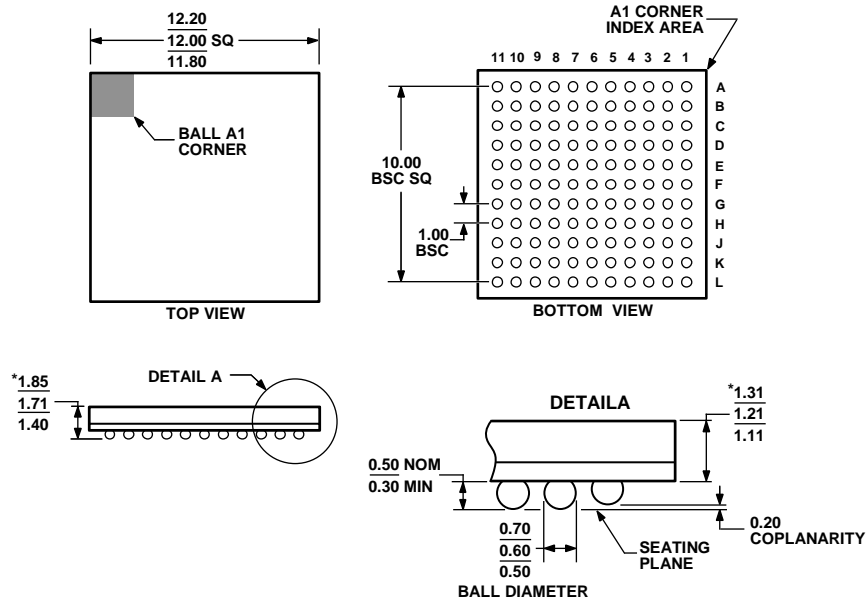 12.20
12.00 SQ
11.80
BALL A1
CORNER
TOP VIEW
A1 CORNER
INDEX AREA
11 10 9 8 7 6 5 4 3 2 1
A
B
C
D
E
F
G
H
J
K
L
10.00
BSC SQ
1.00
BSC
BOTTOM VIEW
*1.85
1.71
1.40
DETAIL A
DETAILA
*1.31
1.21
1.11
0.50 NOM
0.30 MIN
0.70
0.60
0.50
BALL DIAMETER
SEATING
PLANE
0.20
COPLANARITY